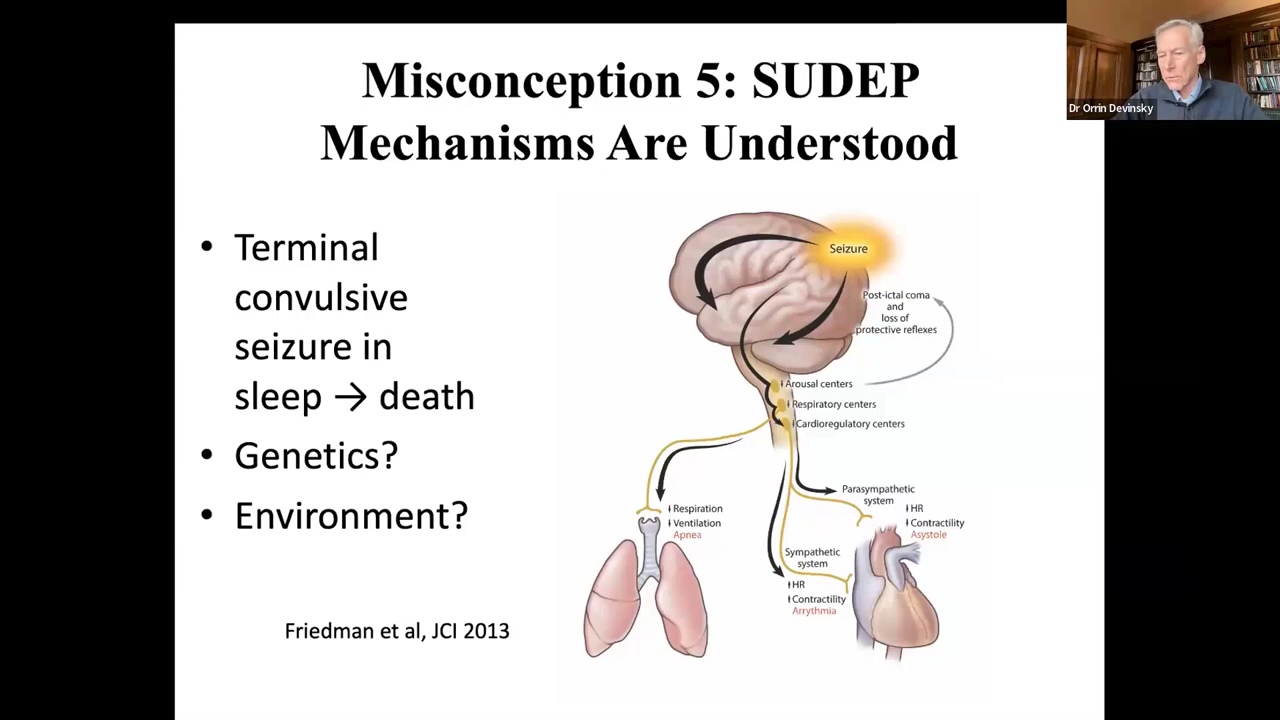 Misconception 5: SUDEP
Mechanisms Are Understood
Dr Orrin Devinsky
• Terminal
convulsive
seizure in
sleep → death
• Genetics?
• Environment?
Friedman et al, JCI 2013
Seizure
Post-ictal coma
and
loss of
protective reflexes
Arousal centers
Respiratory centers
Cardioregulatory centers
Respiration
Ventilation
Apnea
Parasympathetic
system
HR
Contractility
Asystole
Sympathetic
system
HR
Contractility
Arrythmia